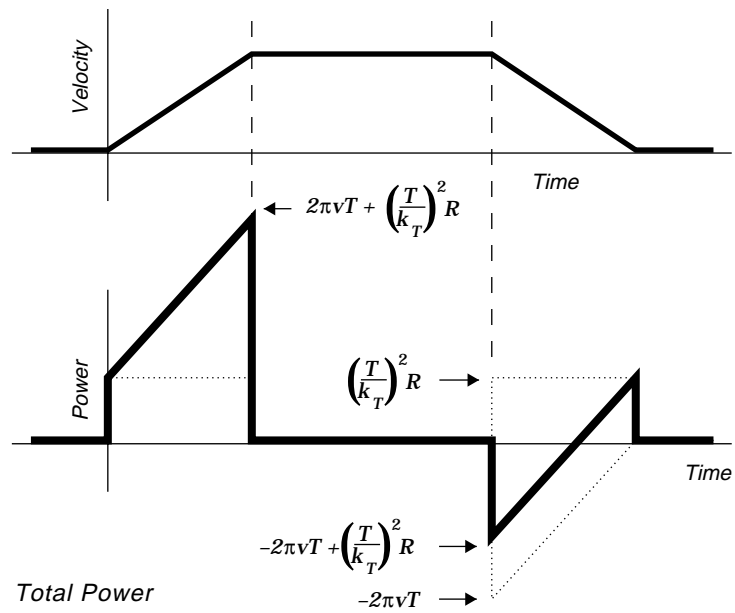 Velocity
Time
2πvT + (T/k_T)² R
(T/k_T)² R
Power
Time
–2πvT +(T/k_T)² R
Total Power
–2πvT